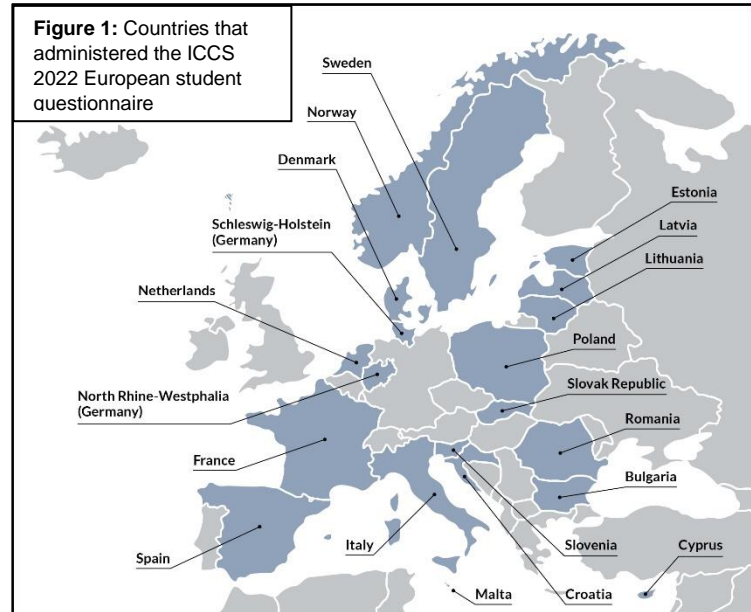 Figure 1: Countries that
administered the ICCS
2022 European student
questionnaire
Sweden
Norway
Denmark
Schleswig-Holstein
(Germany)
Netherlands
North Rhine-Westphalia
(Germany)
France
Spain
Italy
Malta
Estonia
Latvia
Lithuania
Poland
Slovak Republic
Romania
Bulgaria
Slovenia
Cyprus
Croatia